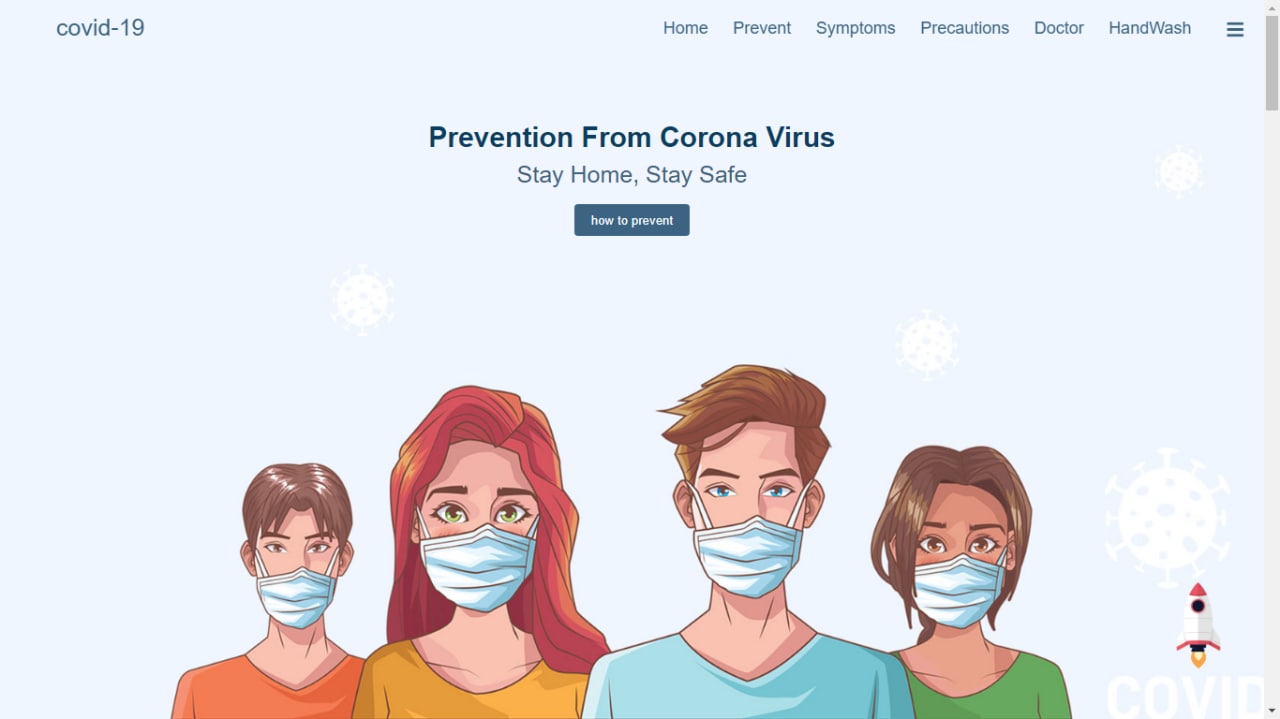 covid-19
Home Prevent Symptoms Precautions Doctor HandWash
Prevention From Corona Virus
Stay Home, Stay Safe
how to prevent
COVID